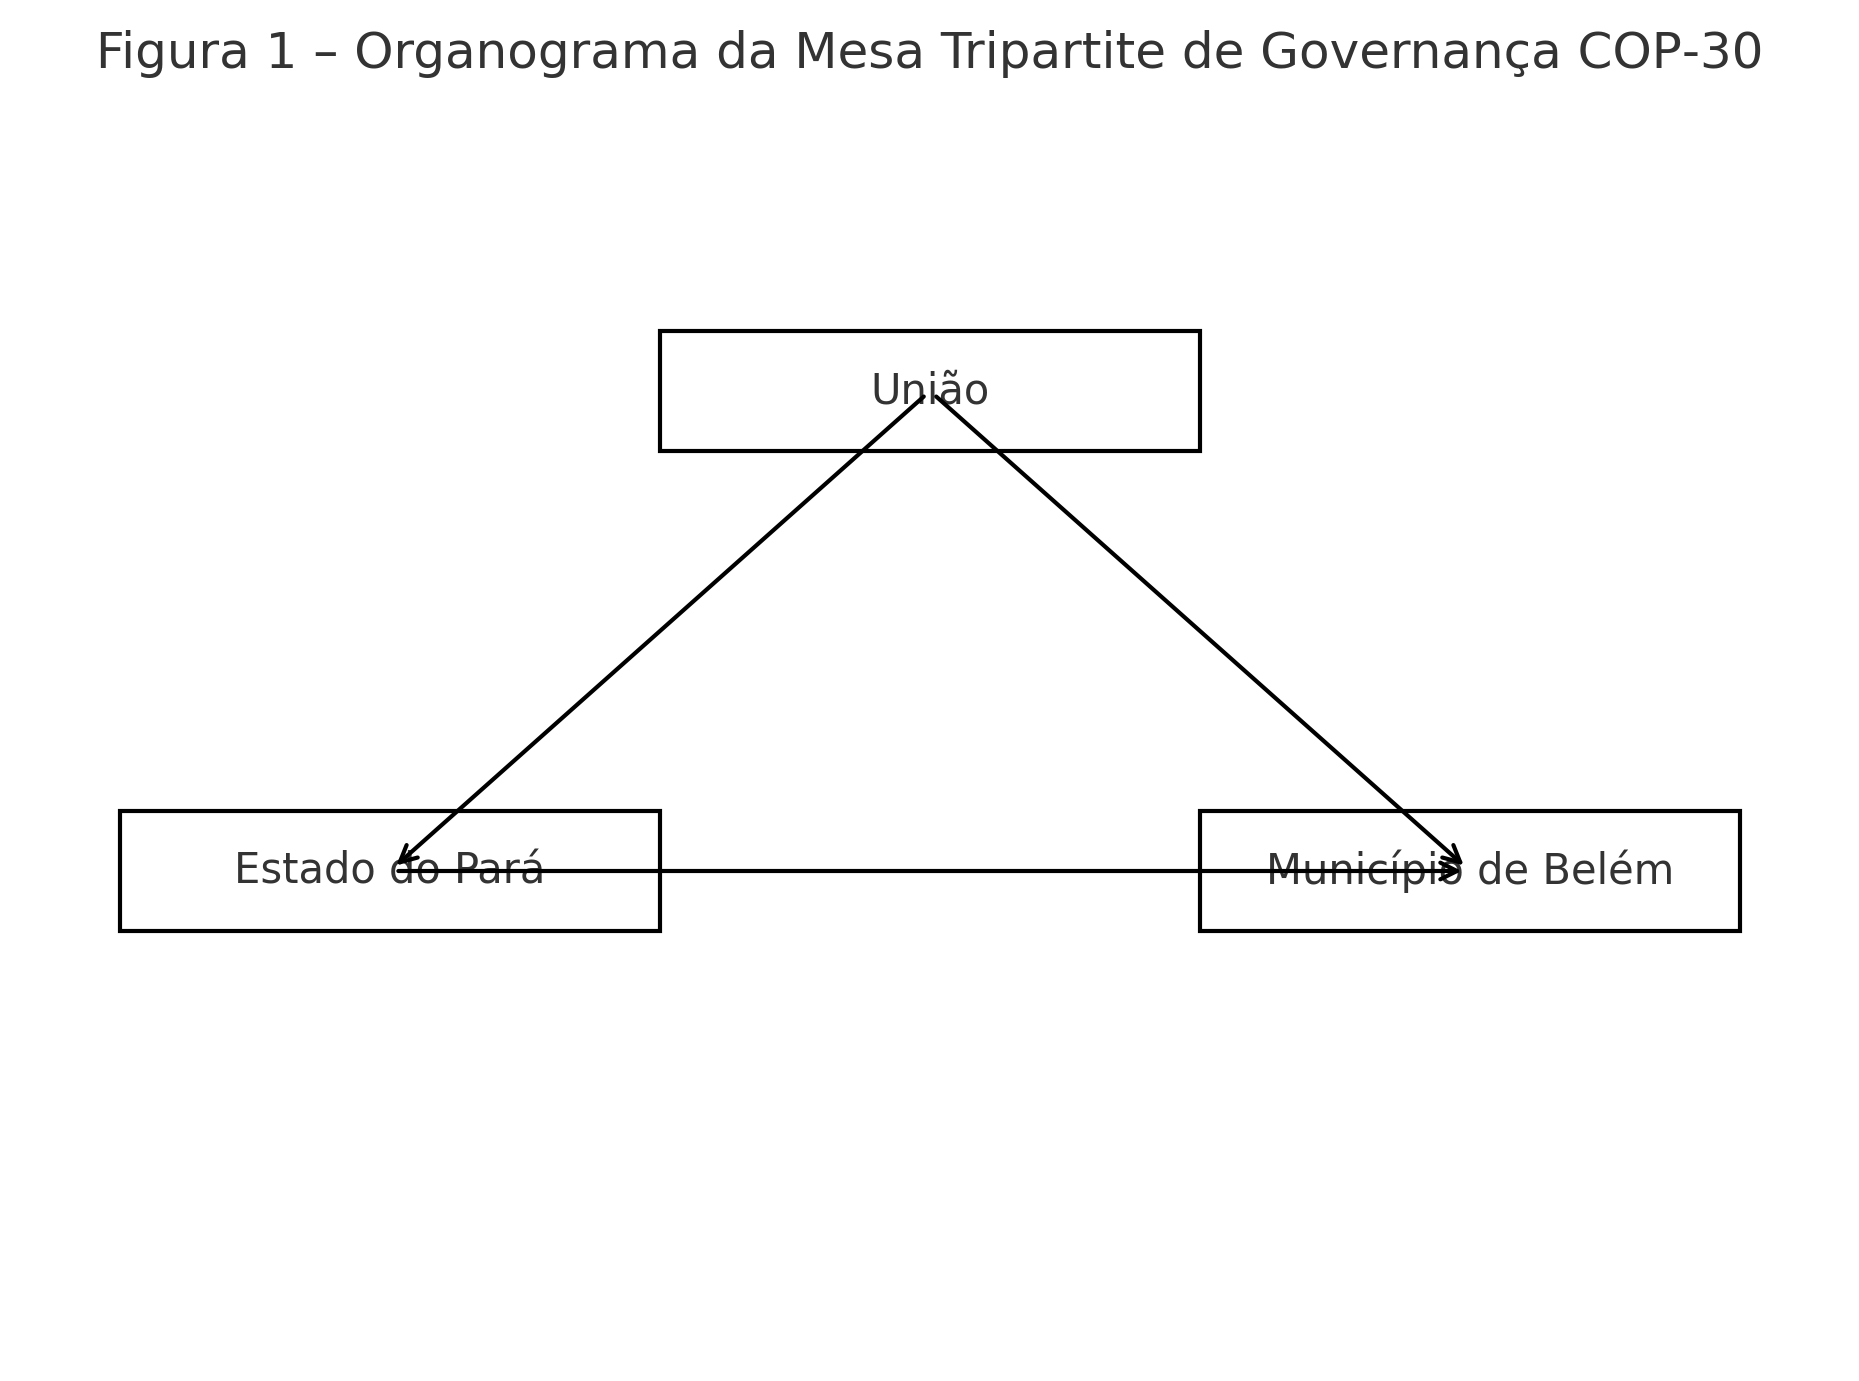 Figura 1 – Organograma da Mesa Tripartite de Governança COP-30
União
Estado do Pará
Município de Belém